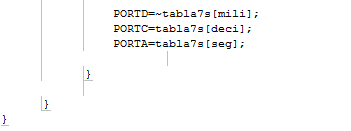 PORTD=~tabla7s[mili];
PORTC=tabla7s[deci];
PORTA=tabla7s[seg];
}
}
}